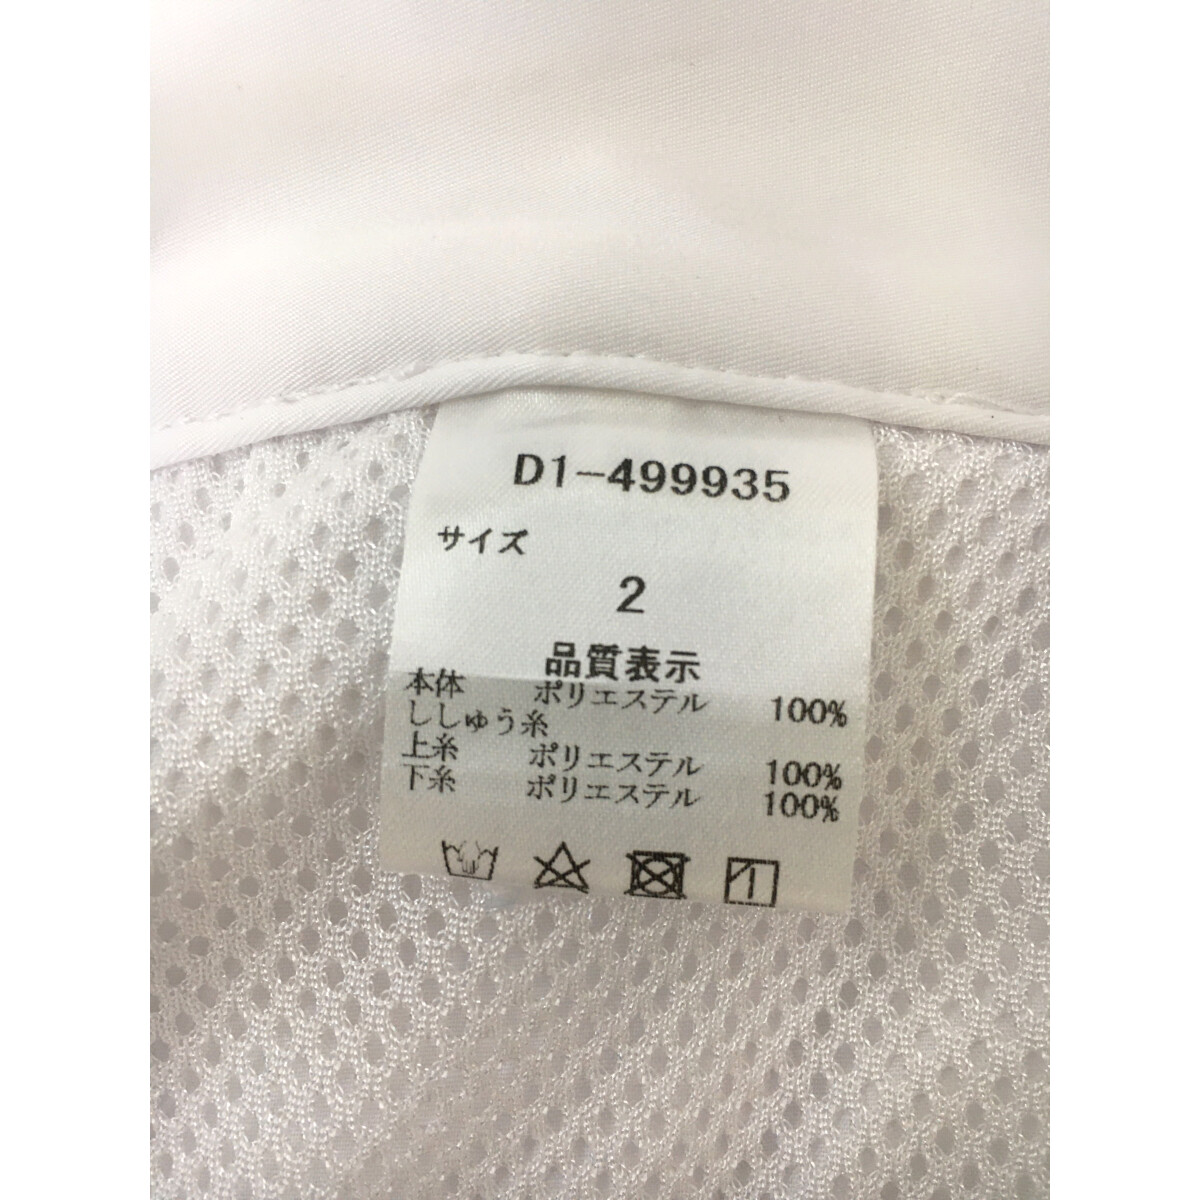 D1-499935
サイズ
2
品質表示
本体 ポリエステル 100%
ししゅう糸
上糸 ポリエステル 100%
下糸 ポリエステル 100%